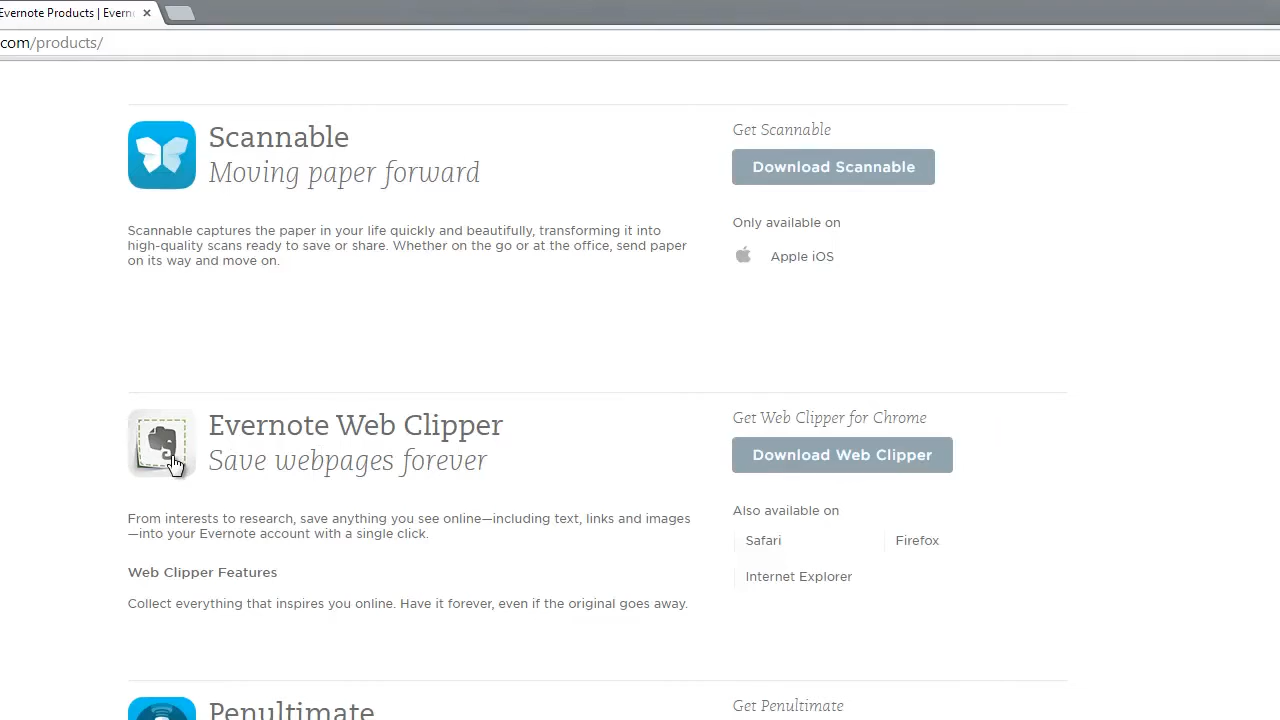 Evernote Products | Evern
com/products/
Scannable
Moving paper forward
Scannable captures the paper in your life quickly and beautifully, transforming it into
high-quality scans ready to save or share. Whether on the go or at the office, send paper
on its way and move on.
Get Scannable
Download Scannable
Only available on
Apple iOS
Evernote Web Clipper
Save webpages forever
From interests to research, save anything you see online—including text, links and images
—into your Evernote account with a single click.
Web Clipper Features
Collect everything that inspires you online. Have it forever, even if the original goes away.
Get Web Clipper for Chrome
Download Web Clipper
Also available on
Safari
Firefox
Internet Explorer
Penultimate
Get Penultimate